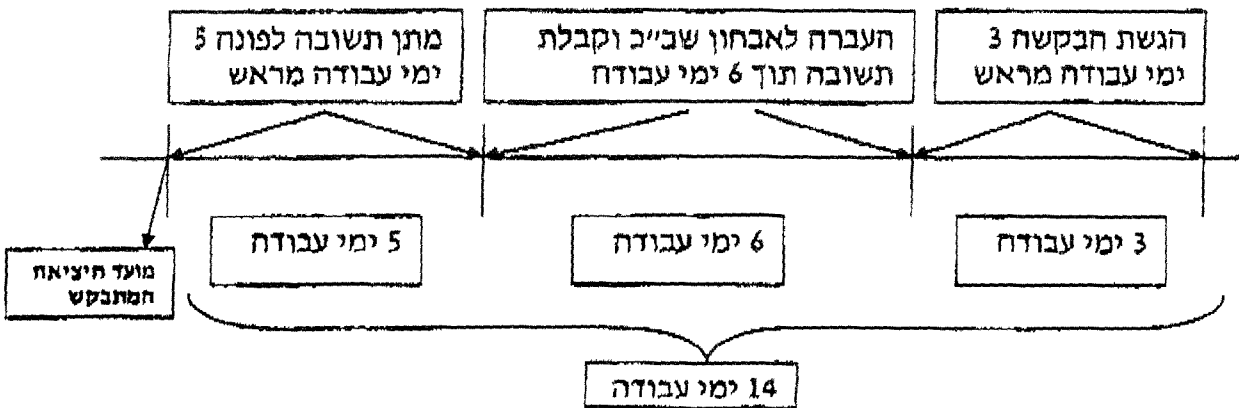 הגשת הבקשה 3
ימי עבודה מראש
העברה לאבחון שב״כ וקבלת
תשובה תוך 6 ימי עבודה
מתן תשובה לפונה 5
ימי עבודה מראש
3 ימי עבודה
6 ימי עבודה
5 ימי עבודה
מועד היציאה
המתבקש
14 ימי עבודה